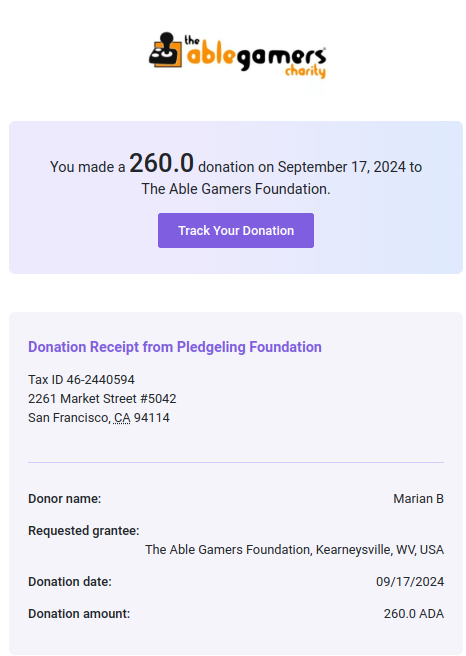 the
ablegamers
charity
You made a 260.0 donation on September 17, 2024 to
The Able Gamers Foundation.
Track Your Donation
Donation Receipt from Pledgeling Foundation
Tax ID 46-2440594
2261 Market Street #5042
San Francisco, CA 94114
Donor name: Marian B
Requested grantee:
The Able Gamers Foundation, Kearneysville, WV, USA
Donation date: 09/17/2024
Donation amount: 260.0 ADA